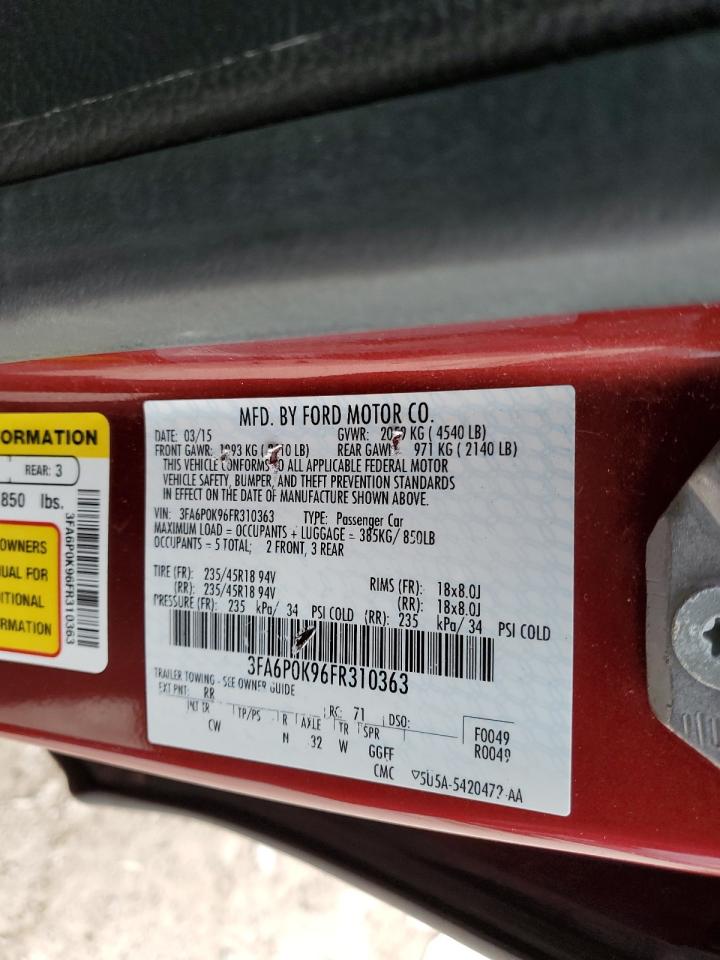 MFD. BY FORD MOTOR CO.
DATE: 03/15 GVWR: KG ( 4540 LB)
FRONT GAWR: KG ( LB) REAR GAWR: 971 KG ( 2140 LB)
THIS VEHICLE CONFORMS TO ALL APPLICABLE FEDERAL MOTOR
VEHICLE SAFETY, BUMPER, AND THEFT PREVENTION STANDARDS
IN EFFECT ON THE DATE OF MANUFACTURE SHOWN ABOVE.
VIN: 3FA6P0K96FR310363 TYPE: Passenger Car
MAXIMUM LOAD = OCCUPANTS + LUGGAGE = 385KG/ 850LB
OCCUPANTS = 5 TOTAL; 2 FRONT, 3 REAR
TIRE (FR): 235/45R18 94V RIMS (FR): 18x8.0J
(RR): 235/45R18 94V (RR): 18x8.0J
PRESSURE (FR): 235 kPa/ 34 PSI COLD (RR): 235 kPa/ 34 PSI COLD
3FA6P0K96FR310363
TRAILER TOWING - SEE OWNER GUIDE
EXT PNT: RR RC: 71 DSO: F0049
INT TR TP/PS R AXLE TR SPR R0049
CW N 32 W GGFF
CMC 5U5A-5420472-AA
ORMATION
REAR: 3
850 lbs.
OWNERS
UAL FOR
ITIONAL
RMATION
3FA6P0K96FR310363